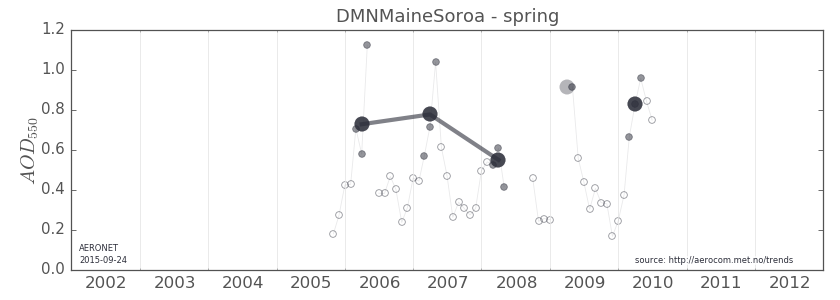 DMNMaineSoroa - spring
1.2
1.0
0.8
0.6
0.4
0.2
0.0
AOD550
AERONET
2015-09-24
source: http://aerocom.met.no/trends
2002 2003 2004 2005 2006 2007 2008 2009 2010 2011 2012